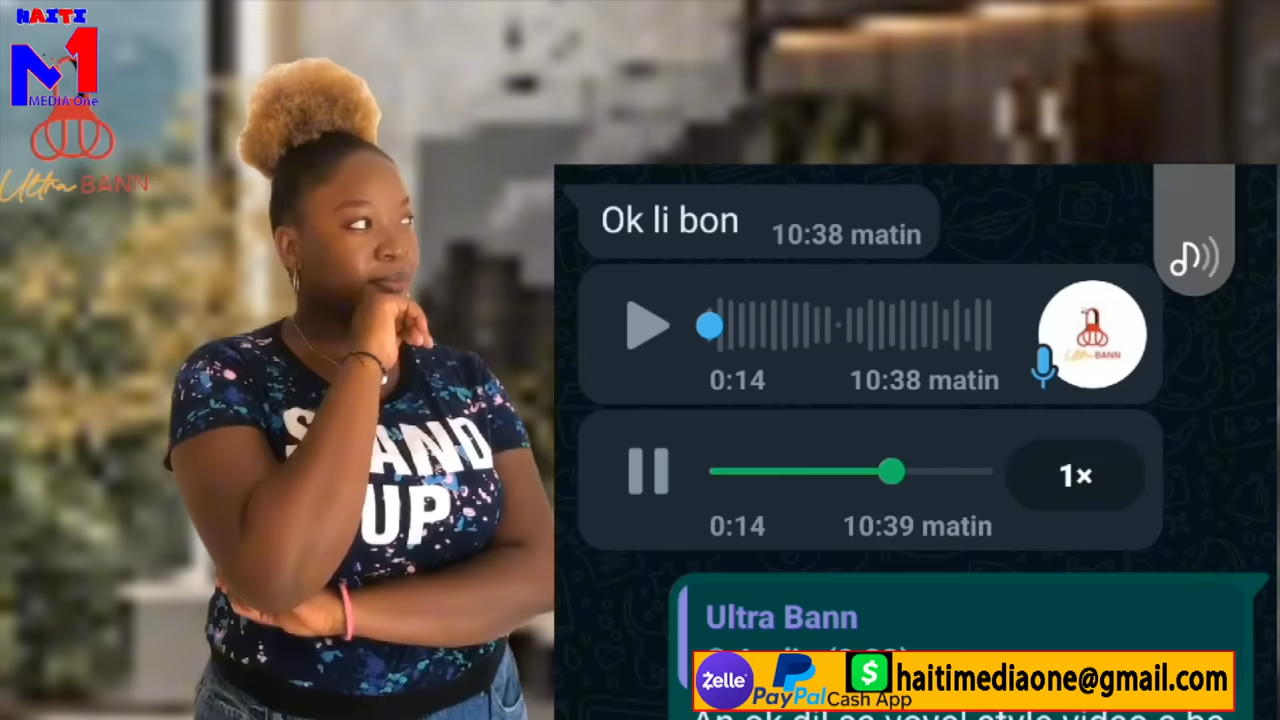 HAITI
M1
MEDIA One
Ultra BANN
STAND
UP
Ok li bon 10:38 matin
0:14 10:38 matin
Ultra BANN
1×
0:14 10:39 matin
Ultra Bann
Zelle PayPal $ Cash App haitimediaone@gmail.com